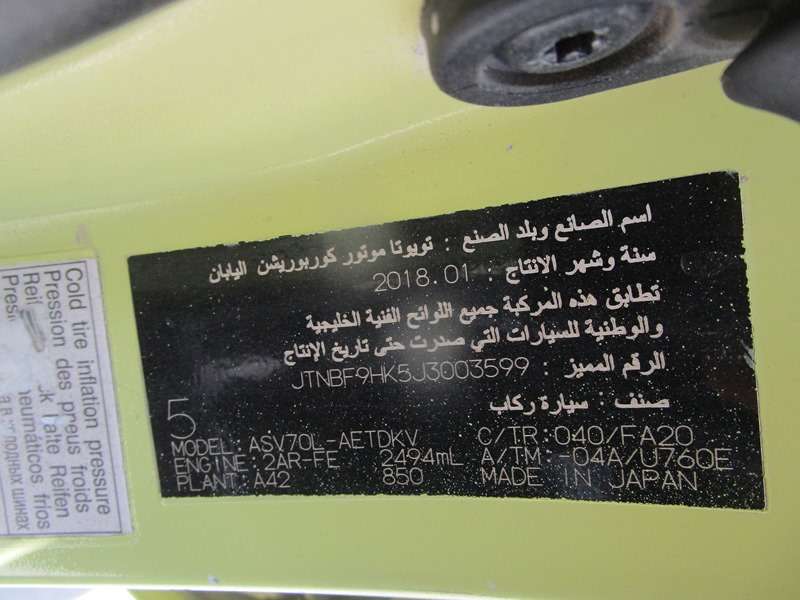 اسم الصانع وبلد الصنع : تويوتا موتور كوربوريشن اليابان
سنة وشهر الانتاج : 2018.01
تطابق هذه المركبة جميع اللوائح الفنية الخليجية
والوطنية للسيارات التي صدرت حتى تاريخ الإنتاج
الرقم المميز : JTNBF9HK5J3003599
صنف : سيارة ركاب
5
MODEL: ASV70L-AETDKV C/TR: 040/FA20
ENGINE: 2AR-FE 2494mL A/TM: -04A/U760E
PLANT: A42 850 MADE IN JAPAN
Cold tire inflation pressure
Pression des pneus froids
kalte Reifen
neumáticos fríos